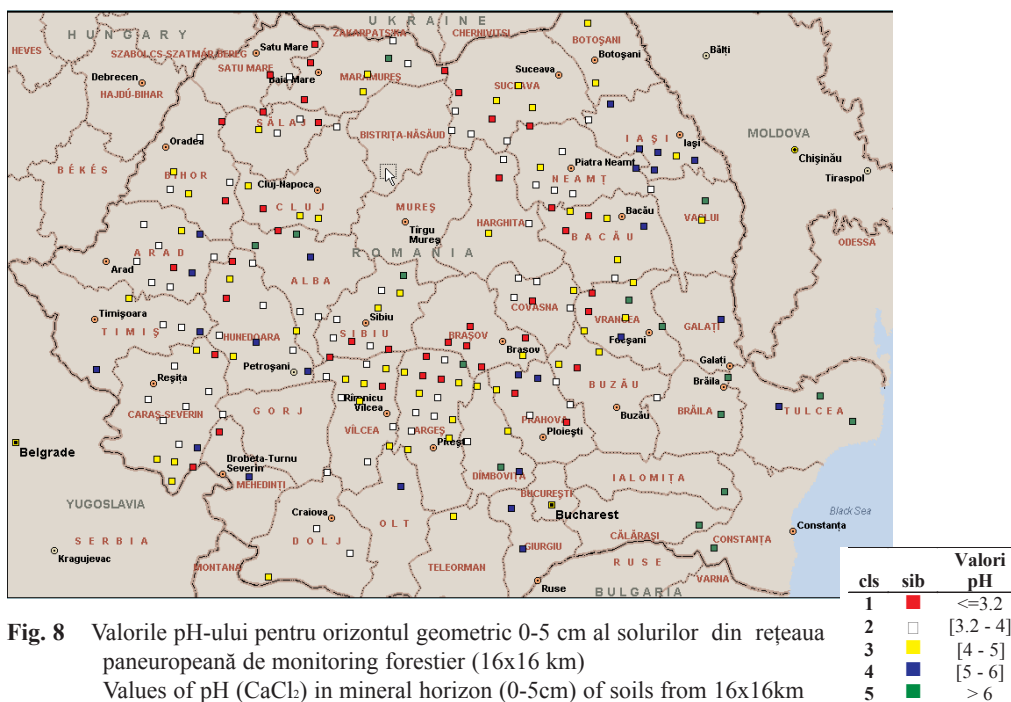 UKRAINE
HUNGARY
ZAKARPATSKA
CHERNIVITSI
HEVES
SZABOLCS-SZATMÁR-BEREG
Satu Mare
SATU MARE
BOTOŞANI
Botoşani
Bălţi
Debrecen
HAJDÚ-BIHAR
Baia Mare
MARAMUREŞ
Suceava
SUCEAVA
SĂLAJ
BISTRIŢA-NĂSĂUD
IAŞI
Iaşi
MOLDOVA
Chişinău
Oradea
BÉKÉS
BIHOR
Cluj-Napoca
CLUJ
Piatra Neamţ
NEAMŢ
Tiraspol
MUREŞ
Tîrgu
Mureş
HARGHITA
Bacău
BACĂU
VASLUI
ODESSA
ROMANIA
ARAD
Arad
ALBA
COVASNA
Timişoara
TIMIŞ
HUNEDOARA
Sibiu
SIBIU
BRAŞOV
Braşov
VRANCEA
Focşani
GALAŢI
Petroşani
Galaţi
Reşiţa
CARAS-SEVERIN
GORJ
Rîmnicu
Vîlcea
VÎLCEA
ARGEŞ
Piteşti
PRAHOVA
Ploieşti
BUZĂU
Buzău
Brăila
BRĂILA
TULCEA
Belgrade
Drobeta-Turnu
Severin
MEHEDINŢI
DÎMBOVIŢA
IALOMIŢA
YUGOSLAVIA
BUCUREŞTI
Bucharest
Black Sea
Craiova
OLT
Constanţa
SERBIA
DOLJ
CĂLĂRAŞI
CONSTANŢA
Kragujevac
GIURGIU
MONTANA
TELEORMAN
RUSE
VARNA
Ruse
BULGARIA
Valori
cls sib pH
1 <=3.2
2 [3.2 - 4]
3 [4 - 5]
4 [5 - 6]
5 > 6
Fig. 8 Valorile pH-ului pentru orizontul geometric 0-5 cm al solurilor din rețeaua
paneuropeană de monitoring forestier (16x16 km)
Values of pH (CaCl₂) in mineral horizon (0-5cm) of soils from 16x16km